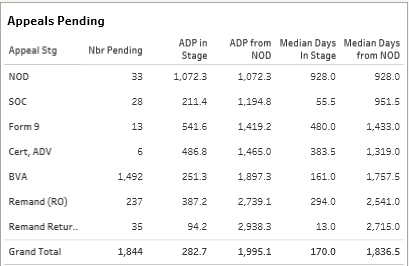 Appeals Pending
Appeal Stg Nbr Pending ADP in Stage ADP from NOD Median Days In Stage Median Days from NOD
NOD 33 1,072.3 1,072.3 928.0 928.0
SOC 28 211.4 1,194.8 55.5 951.5
Form 9 13 541.6 1,419.2 480.0 1,433.0
Cert, ADV 6 486.8 1,465.0 383.5 1,319.0
BVA 1,492 251.3 1,897.3 161.0 1,757.5
Remand (RO) 237 387.2 2,739.1 294.0 2,541.0
Remand Retur.. 35 94.2 2,938.3 13.0 2,715.0
Grand Total 1,844 282.7 1,995.1 170.0 1,836.5